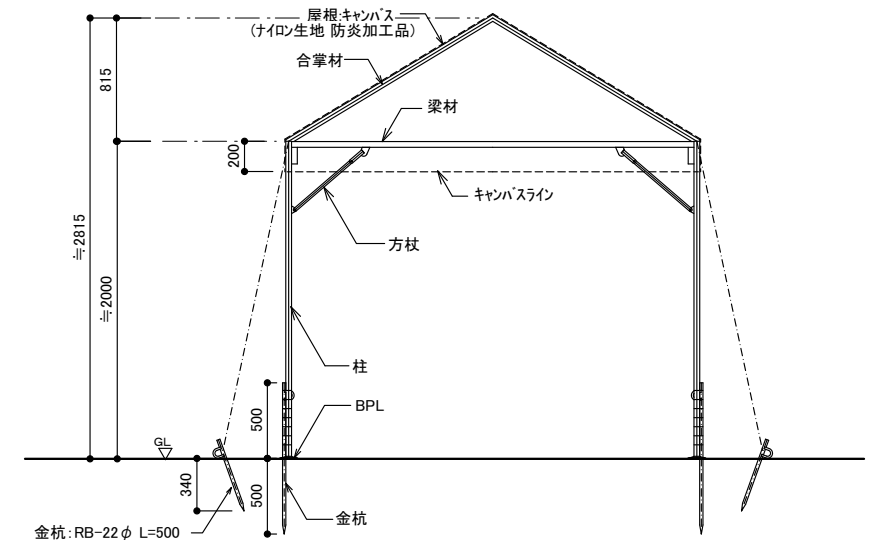 屋根:キャンバス
(ナイロン生地 防炎加工品)
合掌材
815
梁材
200
キャンバスライン
方杖
≒2815
≒2000
柱
500
BPL
GL
340
500
金杭
金杭:RB-22φ L=500